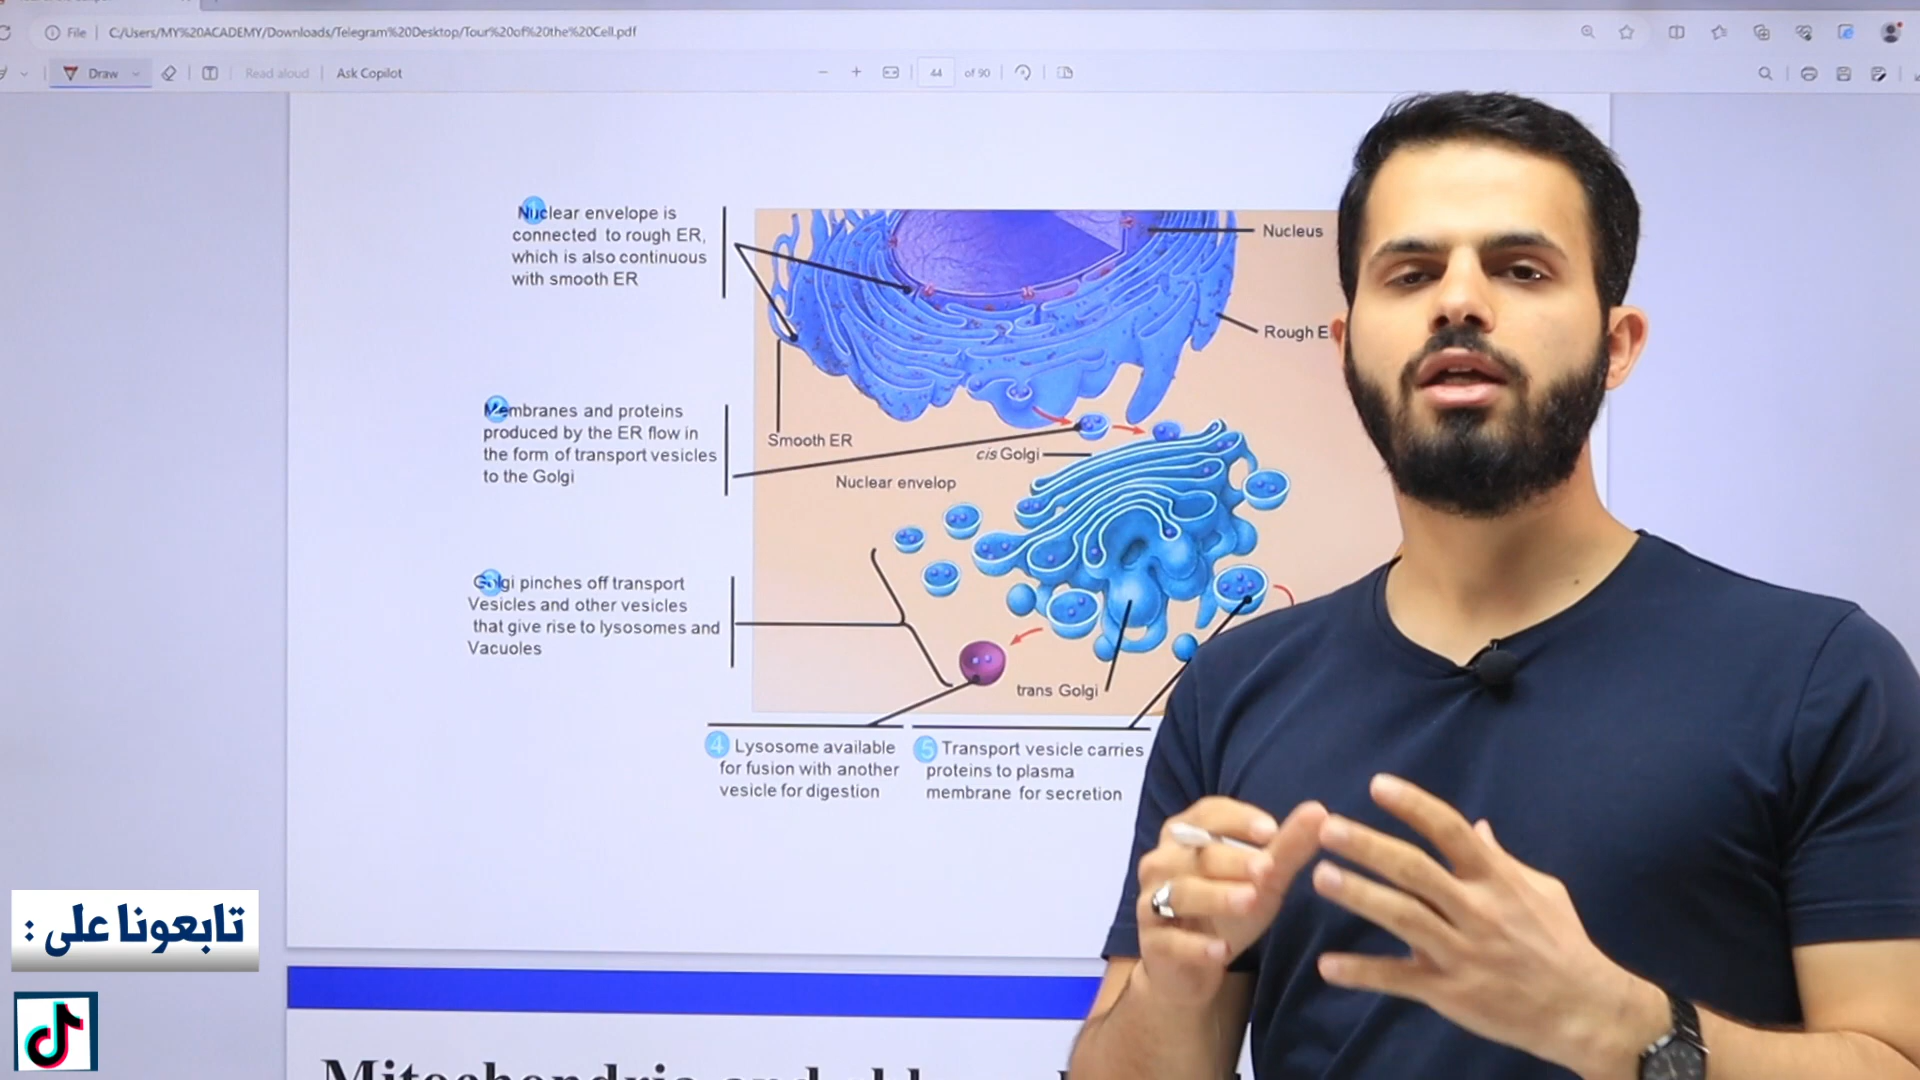 File
C:/Users/MY%20ACADEMY/Downloads/Telegram%20Desktop/Tour%20of%20the%20Cell.pdf
Draw
Read aloud
Ask Copilot
44
of 90
1
Nuclear envelope is
connected to rough ER,
which is also continuous
with smooth ER
Nucleus
Rough E
Membranes and proteins
produced by the ER flow in
the form of transport vesicles
to the Golgi
Smooth ER
cis Golgi
Nuclear envelop
Golgi pinches off transport
Vesicles and other vesicles
that give rise to lysosomes and
Vacuoles
trans Golgi
4 Lysosome available
for fusion with another
vesicle for digestion
5 Transport vesicle carries
proteins to plasma
membrane for secretion
تابعونا على :
Mitochondria and